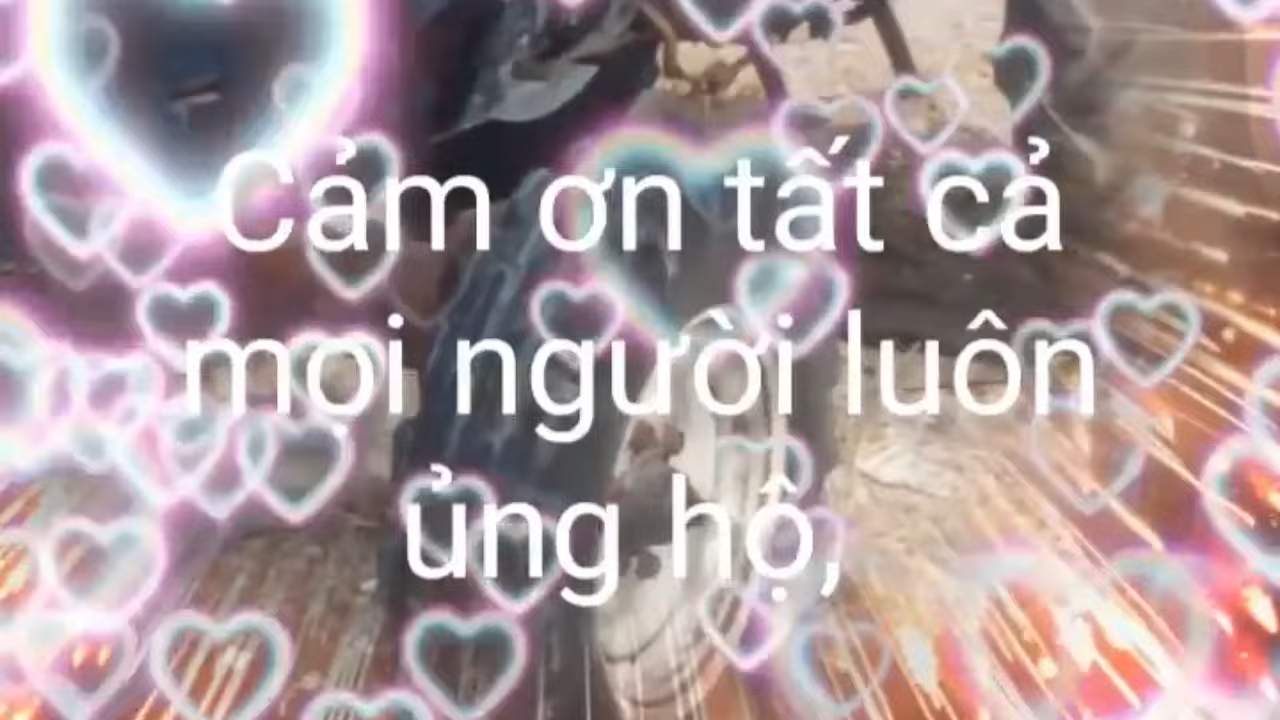 Cảm ơn tất cả
mọi người luôn
ủng hộ,